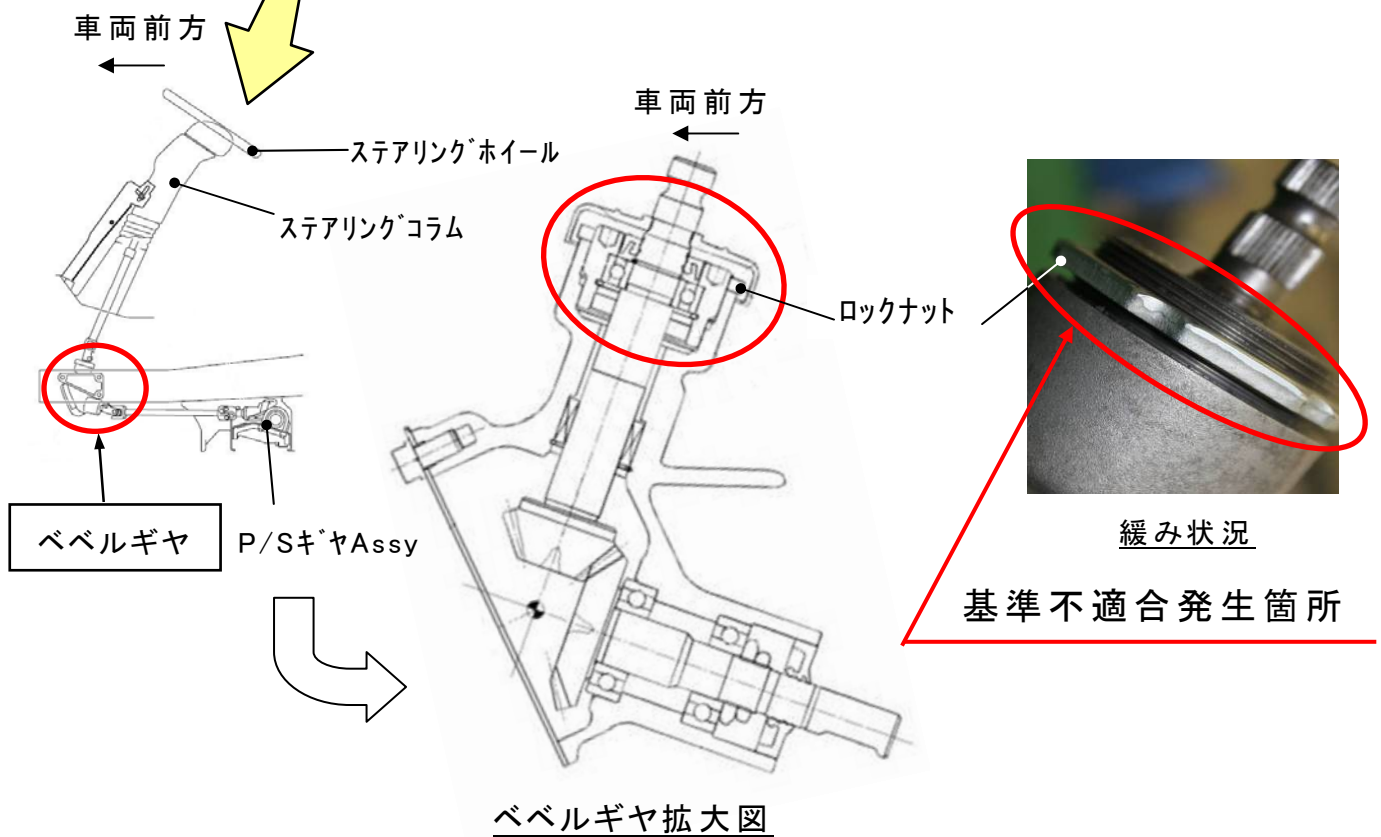 車両前方
車両前方
ステアリングホイール
ステアリングコラム
ロックナット
ベベルギヤ
P/SギヤAssy
緩み状況
基準不適合発生箇所
ベベルギヤ拡大図